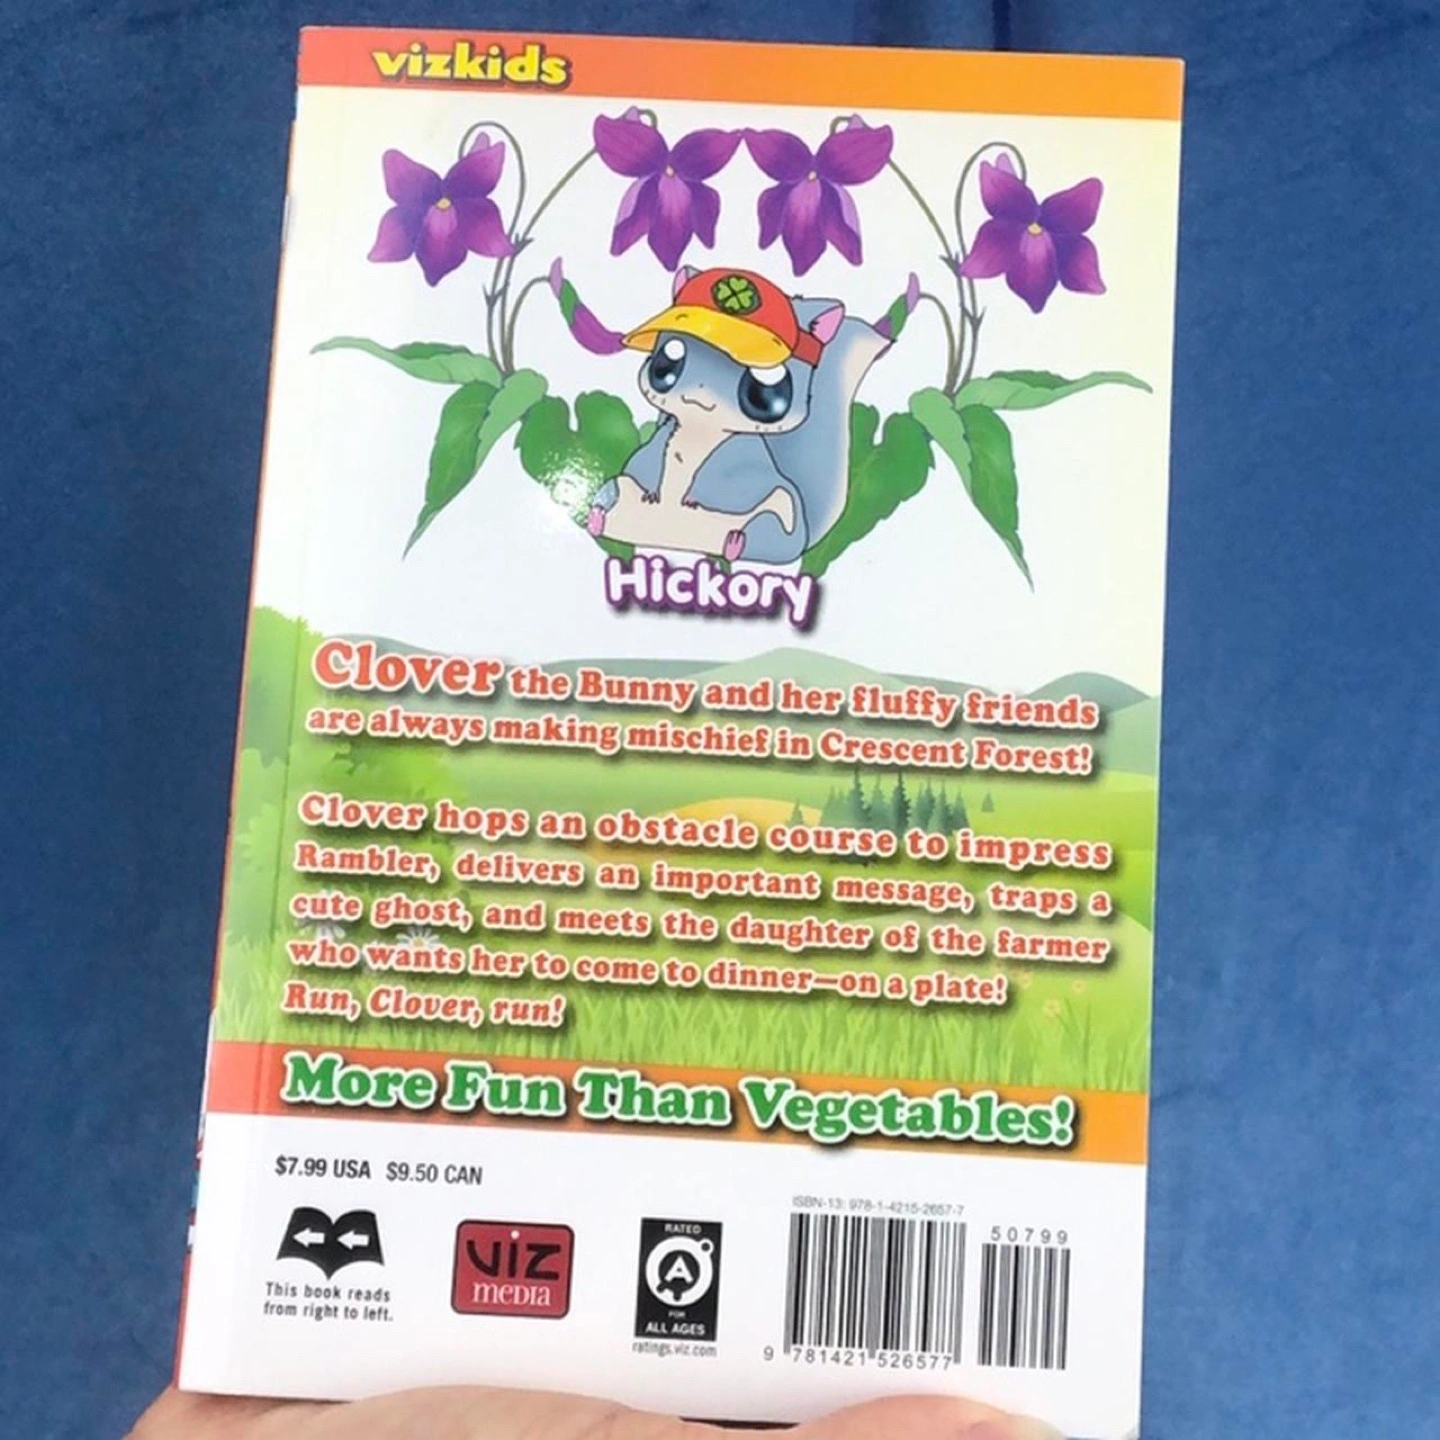 vizkids
Hickory
Clover the Bunny and her fluffy friends
are always making mischief in Crescent Forest!
Clover hops an obstacle course to impress
Rambler, delivers an important message, traps a
cute ghost, and meets the daughter of the farmer
who wants her to come to dinner—on a plate!
Run, Clover, run!
More Fun Than Vegetables!
$7.99 USA $9.50 CAN
This book reads
from right to left.
VIZ
MEDIA
RATED
A
FOR
ALL AGES
ratings.viz.com
ISBN-13: 978-1-4215-2657-7
50799
9 781421 526577